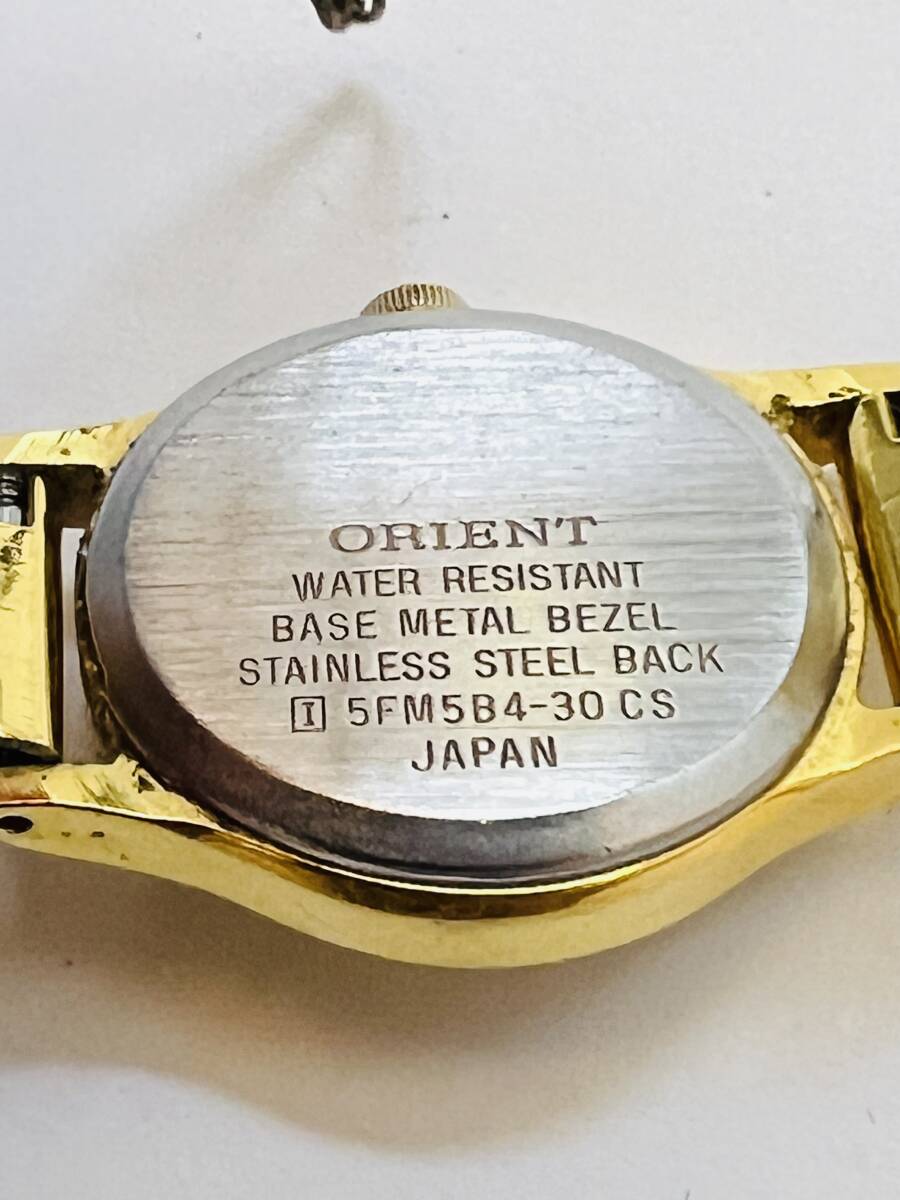 ORIENT
WATER RESISTANT
BASE METAL BEZEL
STAINLESS STEEL BACK
I 5FM5B4-30 CS
JAPAN